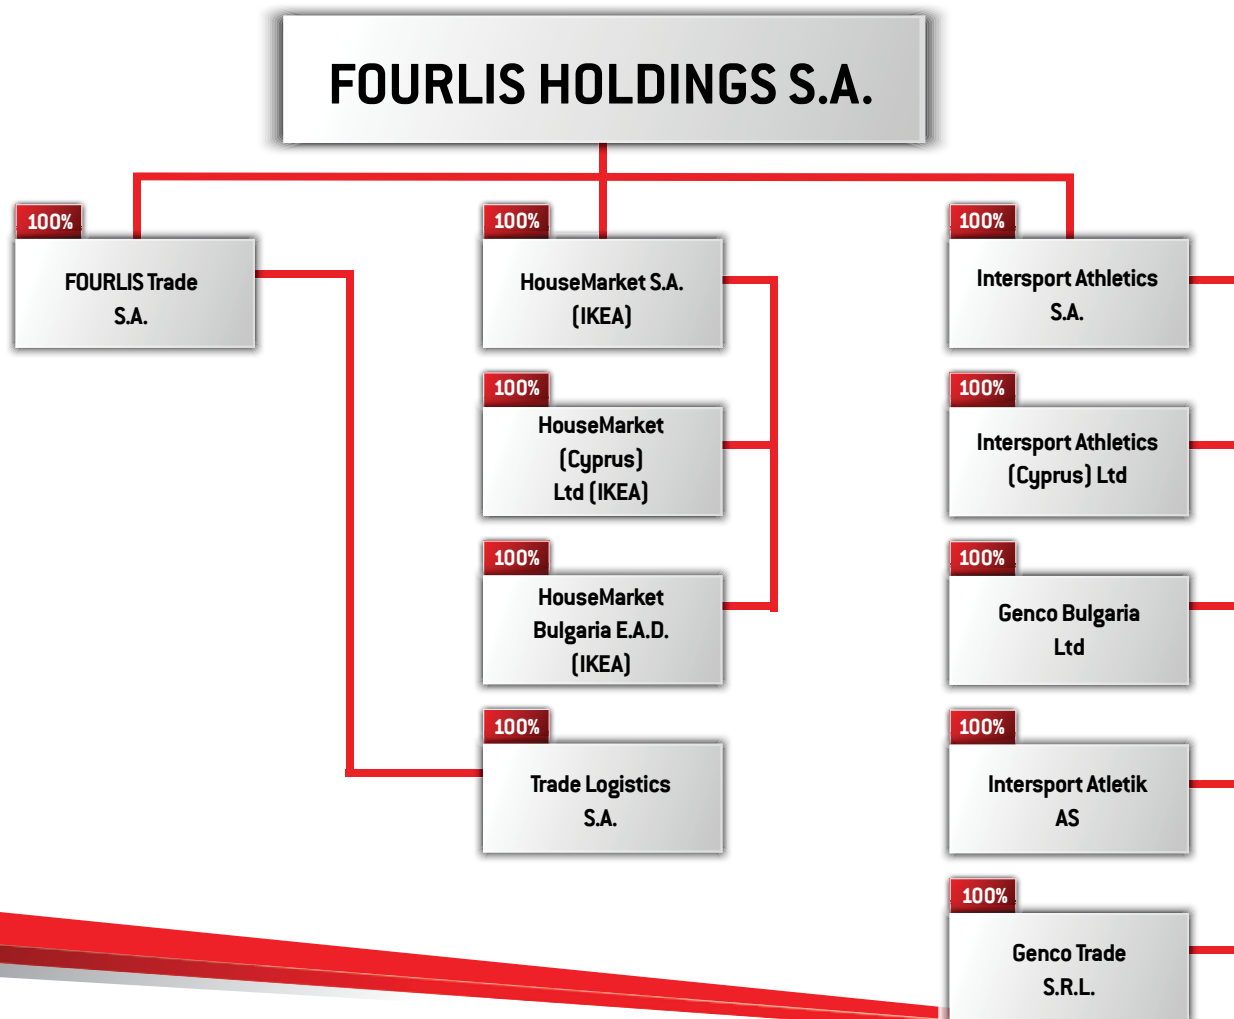 FOURLIS HOLDINGS S.A.
100%
FOURLIS Trade
S.A.
100%
HouseMarket S.A.
(IKEA)
100%
HouseMarket
(Cyprus)
Ltd (IKEA)
100%
HouseMarket
Bulgaria E.A.D.
(IKEA)
100%
Trade Logistics
S.A.
100%
Intersport Athletics
S.A.
100%
Intersport Athletics
(Cyprus) Ltd
100%
Genco Bulgaria
Ltd
100%
Intersport Atletik
AS
100%
Genco Trade
S.R.L.